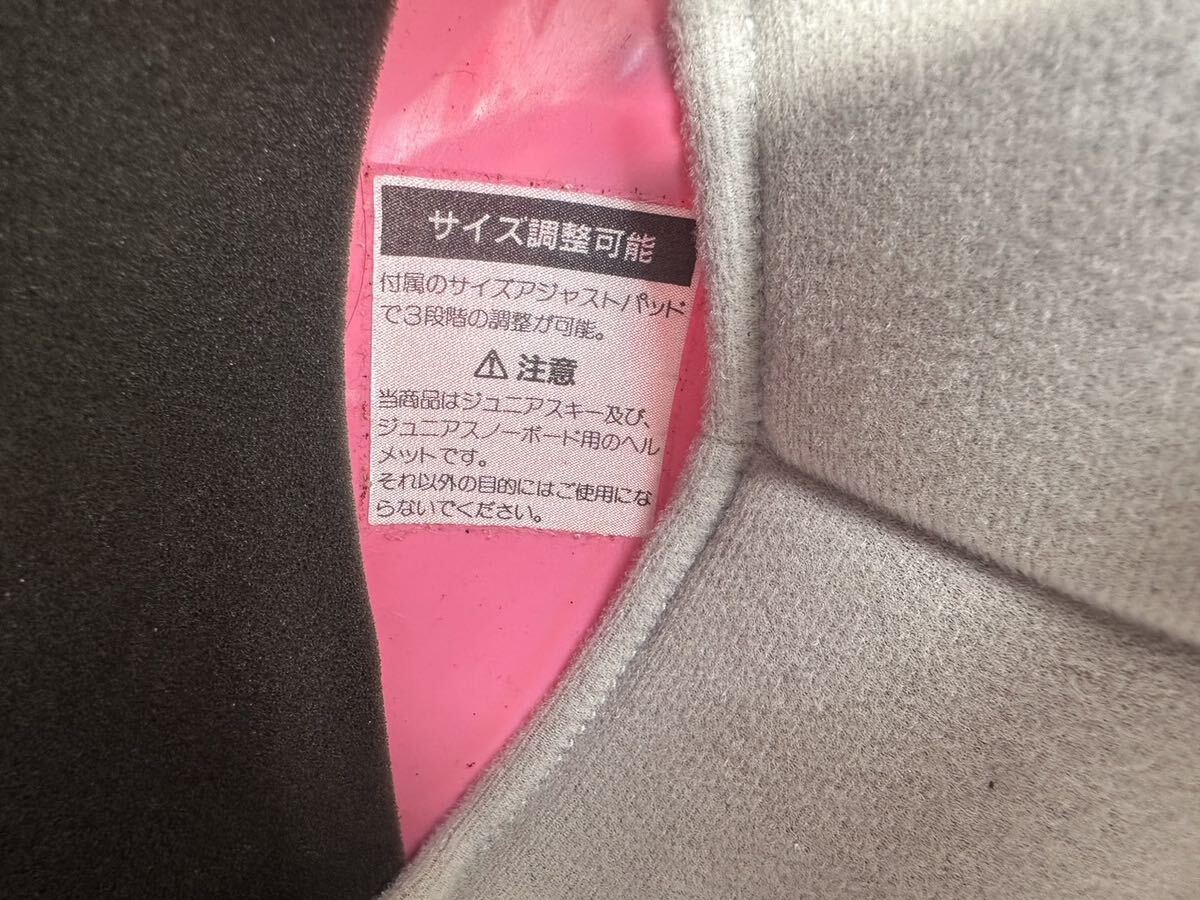 サイズ調整可能
付属のサイズアジャストパッド
で3段階の調整が可能。
⚠ 注意
当商品はジュニアスキー及び、
ジュニアスノーボード用のヘル
メットです。
それ以外の目的にはご使用にな
らないでください。